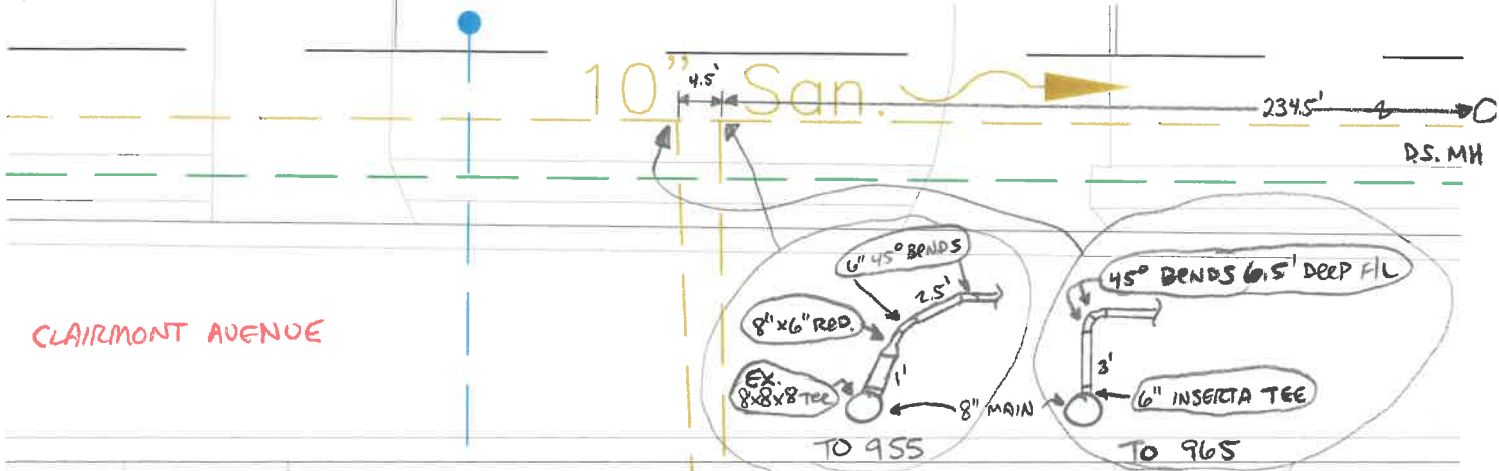 10" San.
4.5'
234.5'
D.S. MH
CLAIRMONT AVENUE
6" 45° BENDS
2.5'
8"x6" RED.
1'
EX.
8x8x8 TEE
8" MAIN
TO 955
45° BENDS 6.5' DEEP F/L
3'
6" INSERTA TEE
TO 965